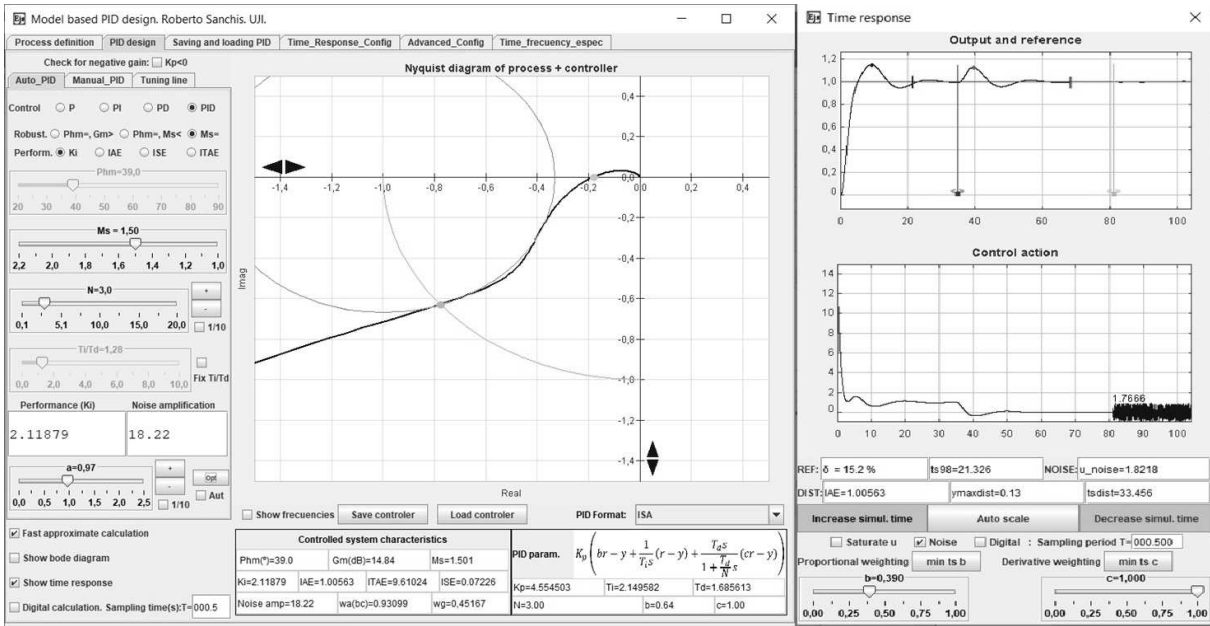 Model based PID design. Roberto Sanchis. UJI.
Process definition PID design Saving and loading PID Time_Response_Config Advanced_Config Time_frecuency_espec
Check for negative gain: Kp<0
Auto_PID Manual_PID Tuning line
Control P PI PD PID
Robust. Phm=, Gm> Phm=, Ms< Ms=
Perform. Ki IAE ISE ITAE
Phm=39,0
20 30 40 50 60 70 80 90
Ms = 1,50
2,2 2,0 1,8 1,6 1,4 1,2 1,0
N=3,0
+
-
0,1 5,1 10,0 15,0 20,0
1/10
Ti/Td=1,28
0,0 2,0 4,0 6,0 8,0 10,0
Fix Ti/Td
Performance (Ki) Noise amplification
2.11879 18.22
a=0,97
+
-
Opt
Aut
0,0 0,5 1,0 1,5 2,0 2,5
1/10
Fast approximate calculation
Show bode diagram
Show time response
Digital calculation. Sampling time(s):T= 000.5
Nyquist diagram of process + controller
0,4
0,2
0,0
-1,4 -1,2 -1,0 -0,8 -0,6 -0,4 -0,2 0,0 0,2 0,4
-0,2
-0,4
-0,6
-0,8
-1,0
-1,2
-1,4
Imag
Real
Show frecuencies Save controler Load controler PID Format: ISA
Controlled system characteristics
Phm(º)=39.0 Gm(dB)=14.84 Ms=1.501
Ki=2.11879 IAE=1.00563 ITAE=9.61024 ISE=0.07226
Noise amp=18.22 wa(bc)=0.93099 wg=0.45167
PID param. K_p(br − y + 1/(T_i s)(r − y) + T_d s/(1 + (T_d/N)s)(cr − y))
Kp=4.554503 Ti=2.149582 Td=1.685613
N=3.00 b=0.64 c=1.00
Time response
Output and reference
1,2
1,0
0,8
0,6
0,4
0,2
0
0 20 40 60 80 100
Control action
14
12
10
8
6
4
2
0
1.7666
0 10 20 30 40 50 60 70 80 90 100
REF: δ = 15.2 % ts98=21.326 NOISE: u_noise=1.8218
DIST: IAE=1.00563 ymaxdist=0.13 tsdist=33.456
Increase simul. time Auto scale Decrease simul. time
Saturate u Noise Digital : Sampling period T= 000.500
Proportional weighting min ts b Derivative weighting min ts c
b=0,390 c=1,000
0,00 0,25 0,50 0,75 1,00 0,00 0,25 0,50 0,75 1,00